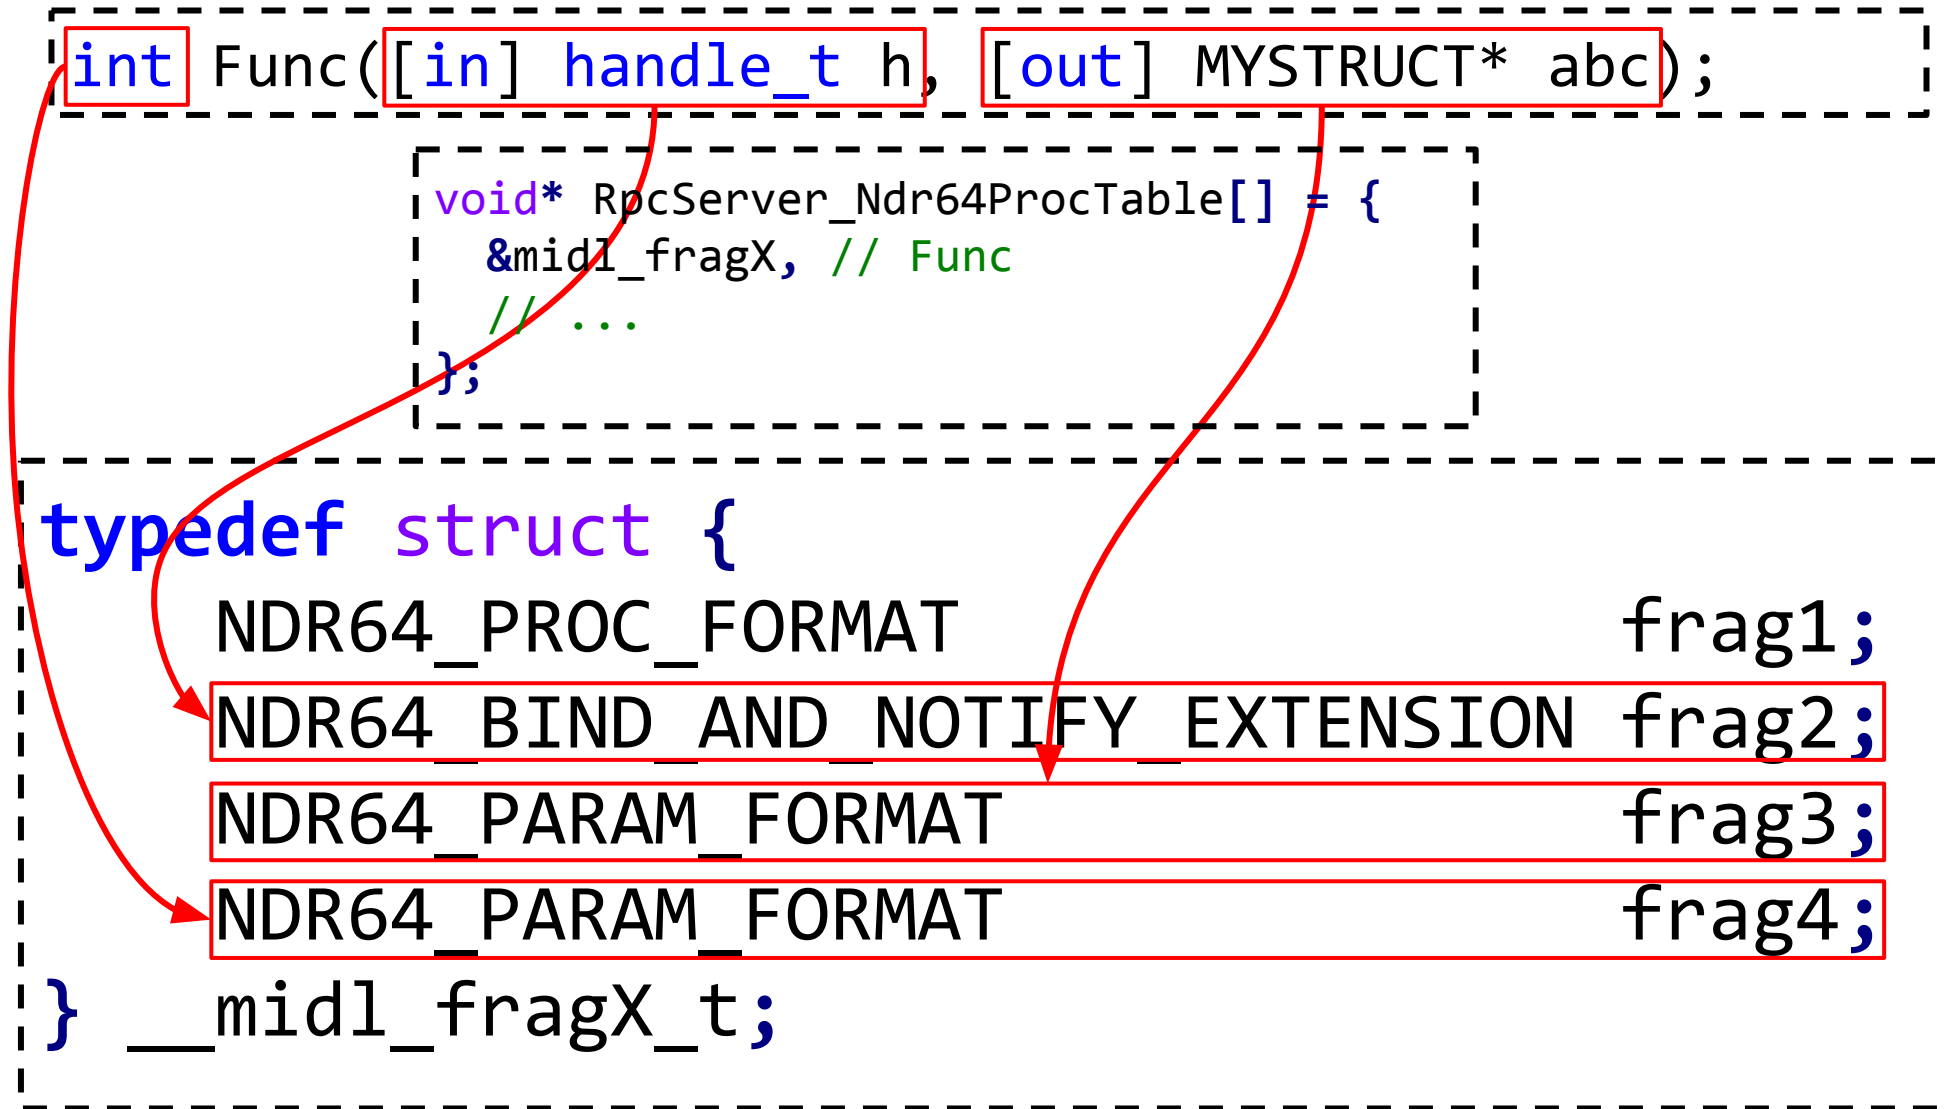 int Func([in] handle_t h, [out] MYSTRUCT* abc);
void* RpcServer_Ndr64ProcTable[] = {
&midl_fragX, // Func
// ...
};
typedef struct {
NDR64_PROC_FORMAT frag1;
NDR64_BIND_AND_NOTIFY_EXTENSION frag2;
NDR64_PARAM_FORMAT frag3;
NDR64_PARAM_FORMAT frag4;
} __midl_fragX_t;